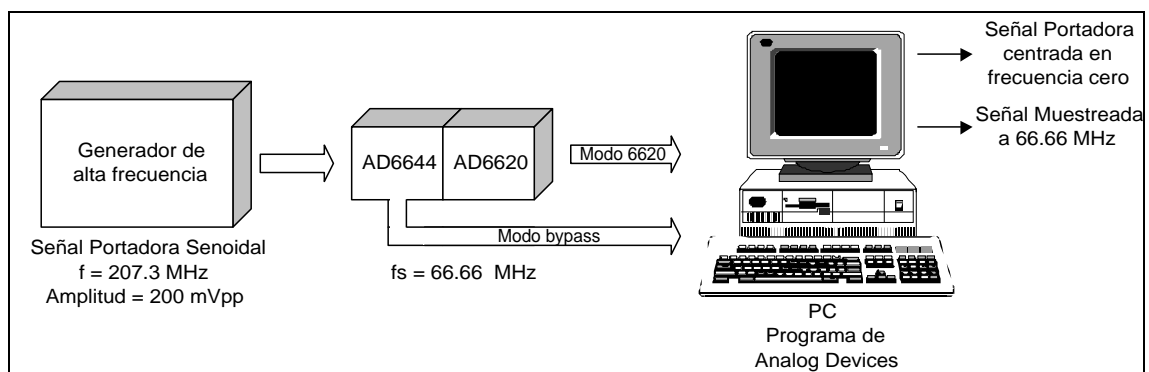 Generador de
alta frecuencia
Señal Portadora Senoidal
f = 207.3 MHz
Amplitud = 200 mVpp
AD6644
AD6620
fs = 66.66 MHz
Modo 6620
Modo bypass
PC
Programa de
Analog Devices
Señal Portadora
centrada en
frecuencia cero
Señal Muestreada
a 66.66 MHz